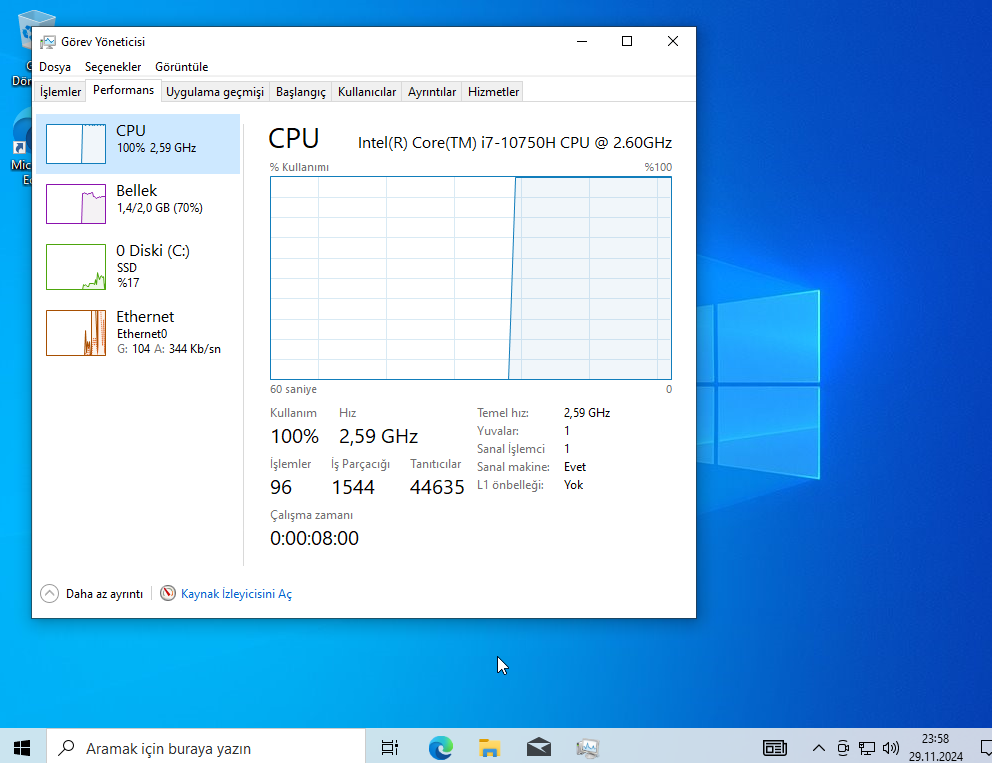 Görev Yöneticisi
Dosya Seçenekler Görüntüle
İşlemler Performans Uygulama geçmişi Başlangıç Kullanıcılar Ayrıntılar Hizmetler
CPU
100% 2,59 GHz
Bellek
1,4/2,0 GB (70%)
0 Diski (C:)
SSD
%17
Ethernet
Ethernet0
G: 104 A: 344 Kb/sn
CPU Intel(R) Core(TM) i7-10750H CPU @ 2.60GHz
% Kullanımı %100
60 saniye 0
Kullanım Hız
100% 2,59 GHz
İşlemler İş Parçacığı Tanıtıcılar
96 1544 44635
Çalışma zamanı
0:00:08:00
Temel hız: 2,59 GHz
Yuvalar: 1
Sanal İşlemci 1
Sanal makine: Evet
L1 önbelleği: Yok
Daha az ayrıntı Kaynak İzleyicisini Aç
Aramak için buraya yazın
23:58
29.11.2024